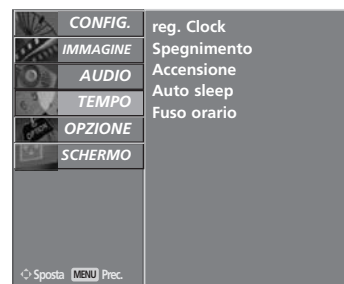 CONFIG.
IMMAGINE
AUDIO
TEMPO
OPZIONE
SCHERMO
reg. Clock
Spegnimento
Accensione
Auto sleep
Fuso orario
Sposta MENU Prec.